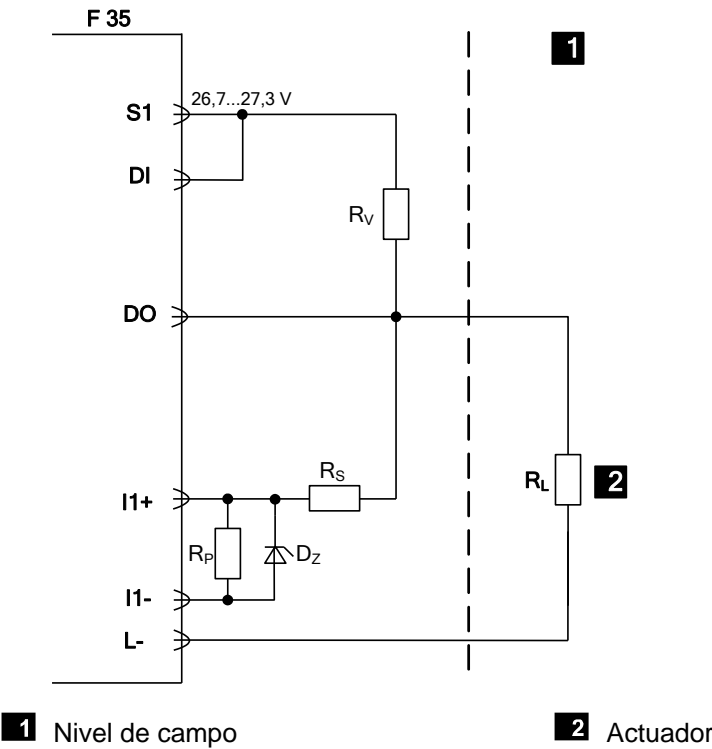 F 35
1
S1
26,7...27,3 V
DI
RV
DO
RS
RL
2
I1+
RP
DZ
I1-
L-
1 Nivel de campo
2 Actuador